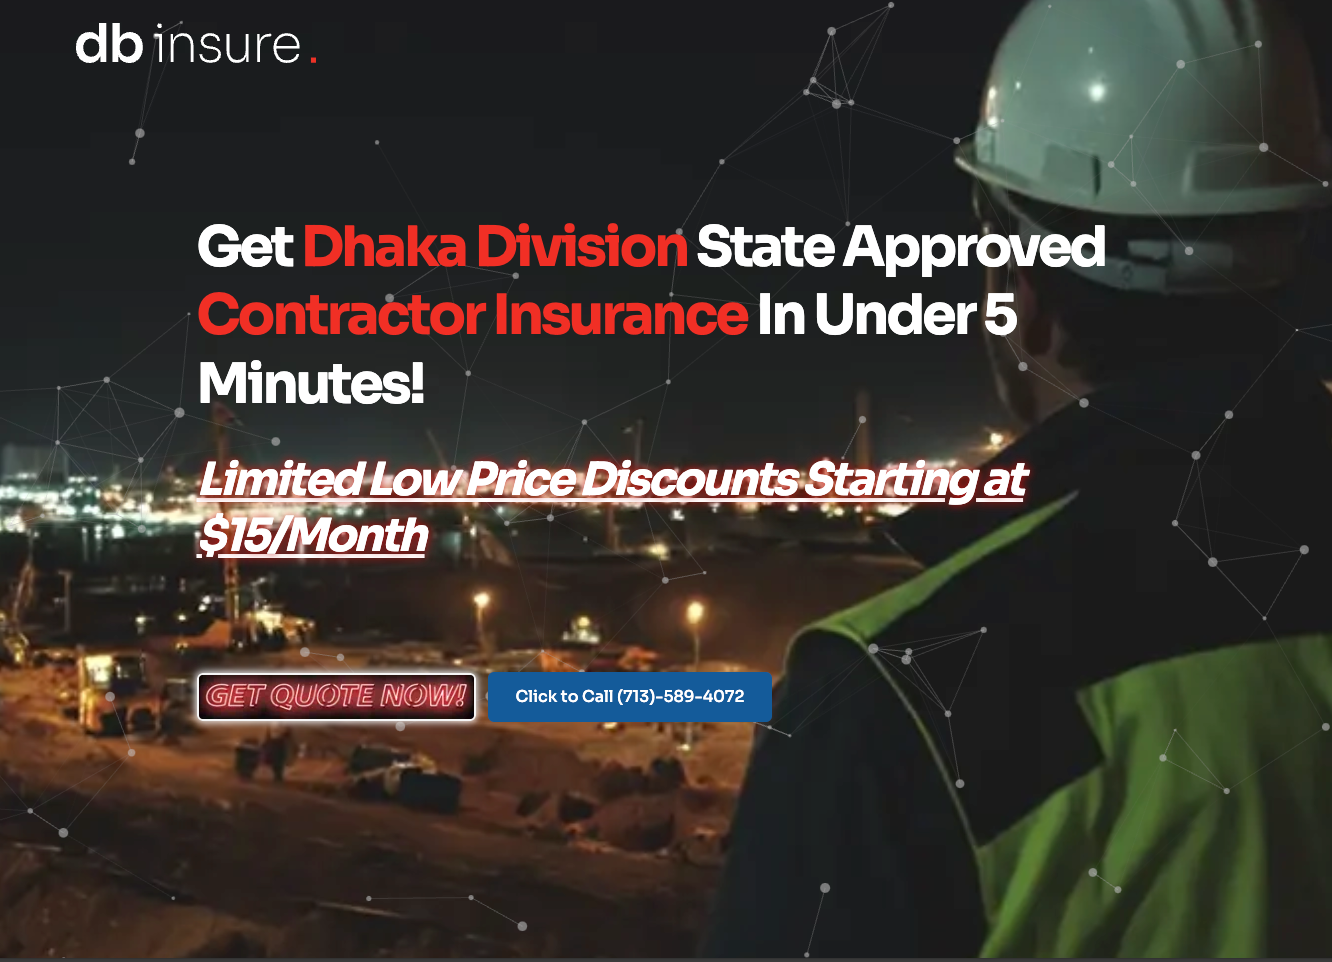 db insure.
Get Dhaka Division State Approved
Contractor Insurance In Under 5
Minutes!
Limited Low Price Discounts Starting at
$15/Month
GET QUOTE NOW!
Click to Call (713)-589-4072